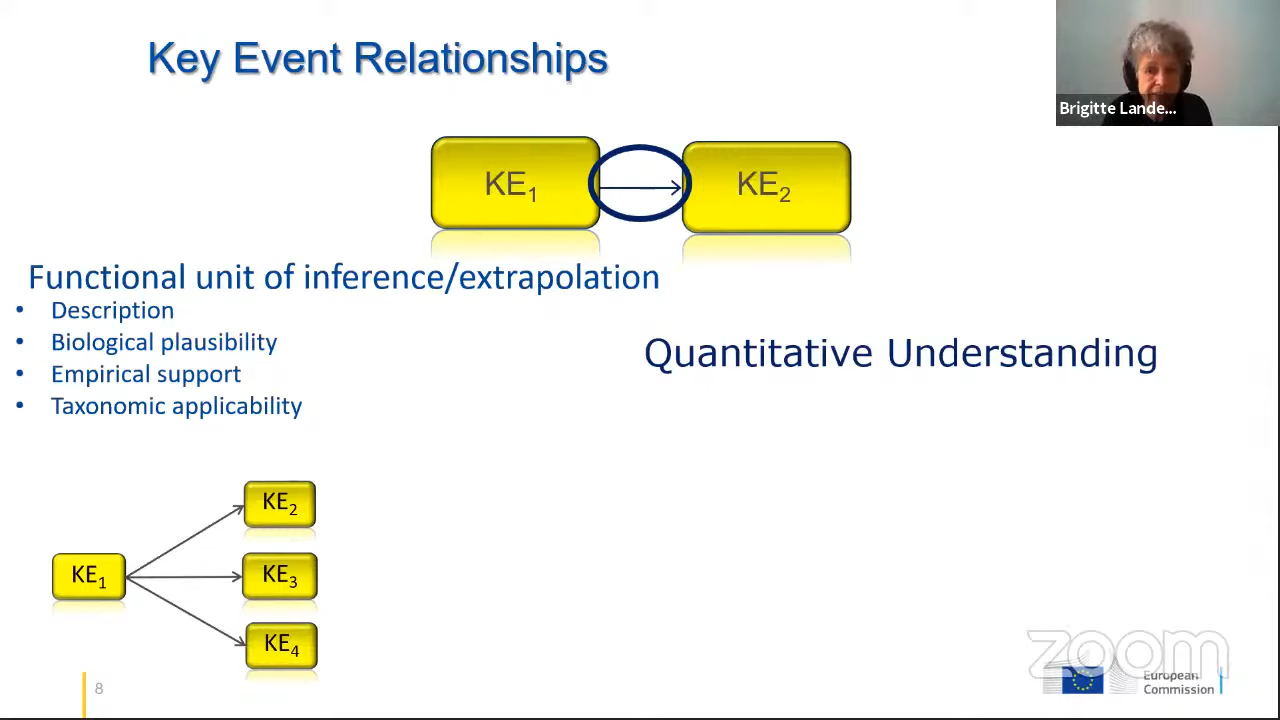 Key Event Relationships
Brigitte Lande...
KE1
KE2
Functional unit of inference/extrapolation
• Description
• Biological plausibility
• Empirical support
• Taxonomic applicability
Quantitative Understanding
KE2
KE1
KE3
KE4
zoom
European
Commission
8